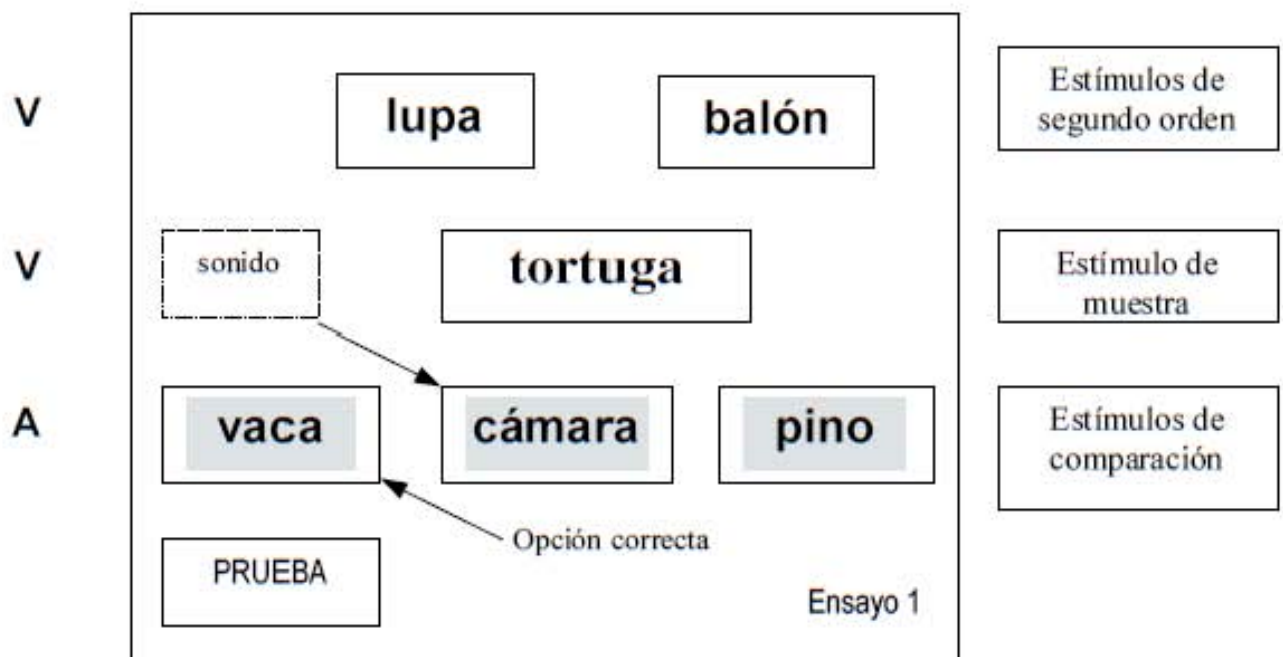 V
lupa
balón
Estímulos de
segundo orden
V
sonido
tortuga
Estímulo de
muestra
A
vaca
cámara
pino
Estímulos de
comparación
Opción correcta
PRUEBA
Ensayo 1